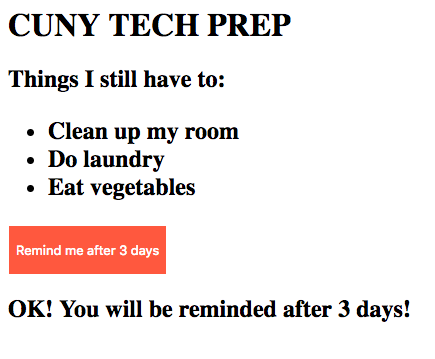 CUNY TECH PREP
Things I still have to:
Clean up my room
Do laundry
Eat vegetables
Remind me after 3 days
OK! You will be reminded after 3 days!